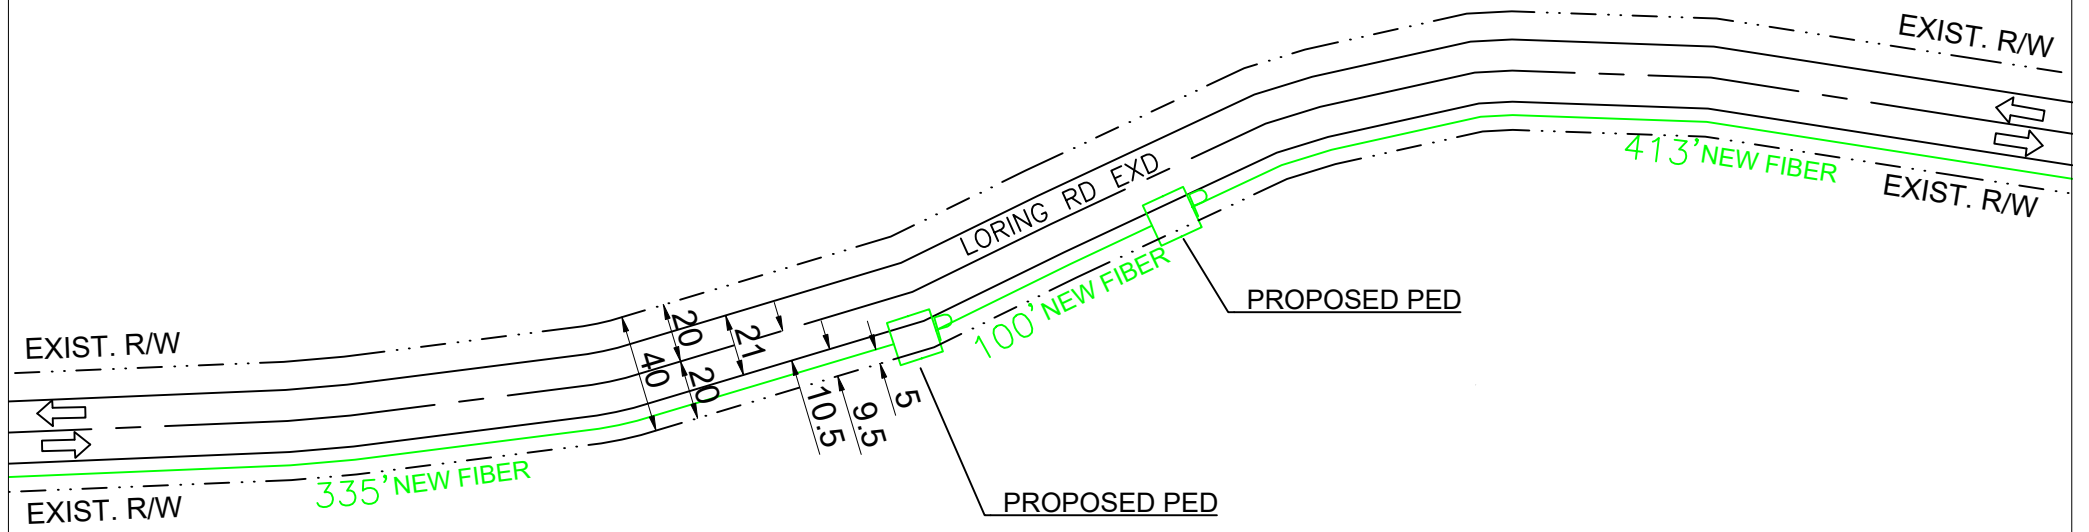 EXIST. R/W
413' NEW FIBER
EXIST. R/W
LORING RD EXD
100' NEW FIBER
PROPOSED PED
EXIST. R/W
20
40
21
20
10.5
9.5
5
335' NEW FIBER
EXIST. R/W
PROPOSED PED